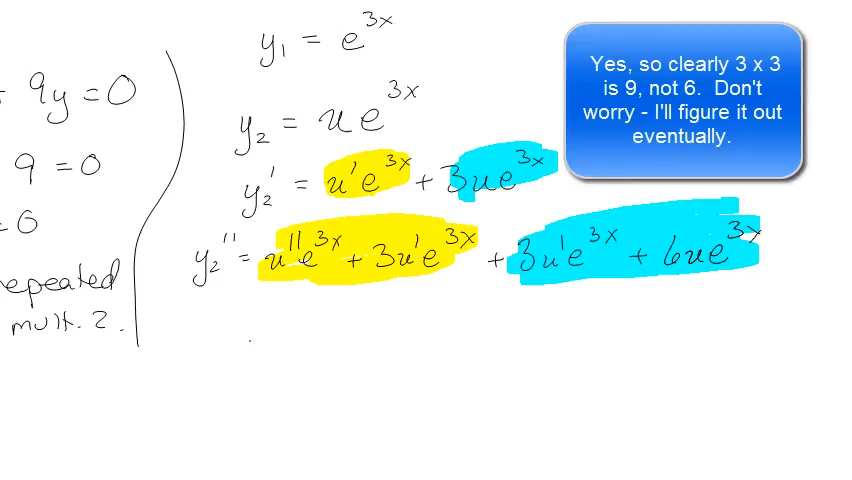 + 9y = 0
9 = 0
= 0
repeated
mult. 2.
y₁ = e^{3x}
y₂ = ue^{3x}
y₂' = u'e^{3x} + 3ue^{3x}
y₂'' = u''e^{3x} + 3u'e^{3x} + 3u'e^{3x} + 6ue^{3x}
Yes, so clearly 3 x 3
is 9, not 6. Don't
worry - I'll figure it out
eventually.